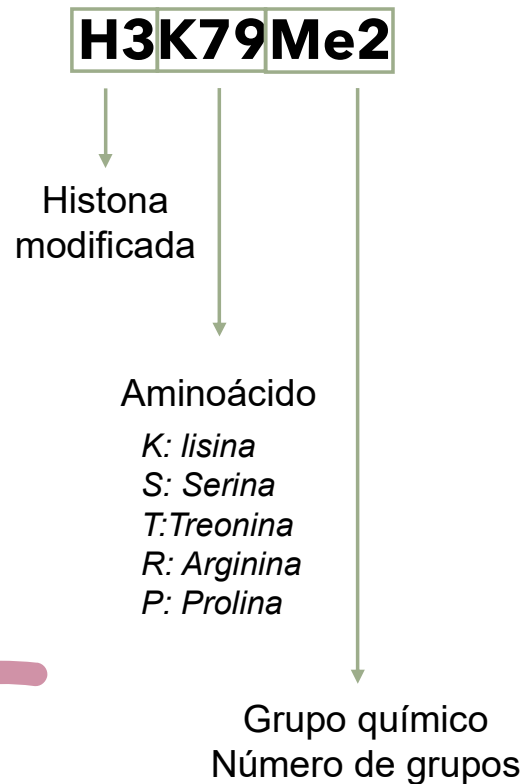 H3K79Me2
Histona
modificada
Aminoácido
K: lisina
S: Serina
T:Treonina
R: Arginina
P: Prolina
Grupo químico
Número de grupos